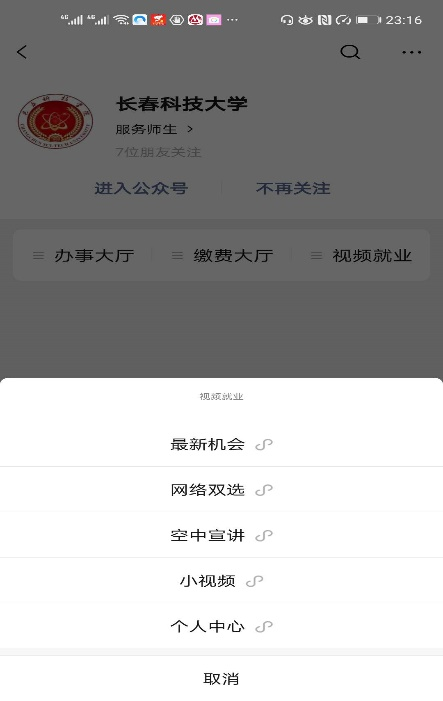 23:16
长春科技大学
服务师生 >
7位朋友关注
进入公众号 不再关注
办事大厅 缴费大厅 视频就业
视频就业
最新机会
网络双选
空中宣讲
小视频
个人中心
取消